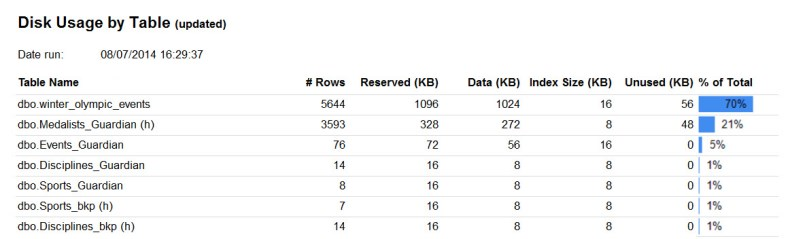 Disk Usage by Table (updated)
Date run: 08/07/2014 16:29:37
Table Name # Rows Reserved (KB) Data (KB) Index Size (KB) Unused (KB) % of Total
dbo.winter_olympic_events 5644 1096 1024 16 56 70%
dbo.Medalists_Guardian (h) 3593 328 272 8 48 21%
dbo.Events_Guardian 76 72 56 16 0 5%
dbo.Disciplines_Guardian 14 16 8 8 0 1%
dbo.Sports_Guardian 8 16 8 8 0 1%
dbo.Sports_bkp (h) 7 16 8 8 0 1%
dbo.Disciplines_bkp (h) 14 16 8 8 0 1%